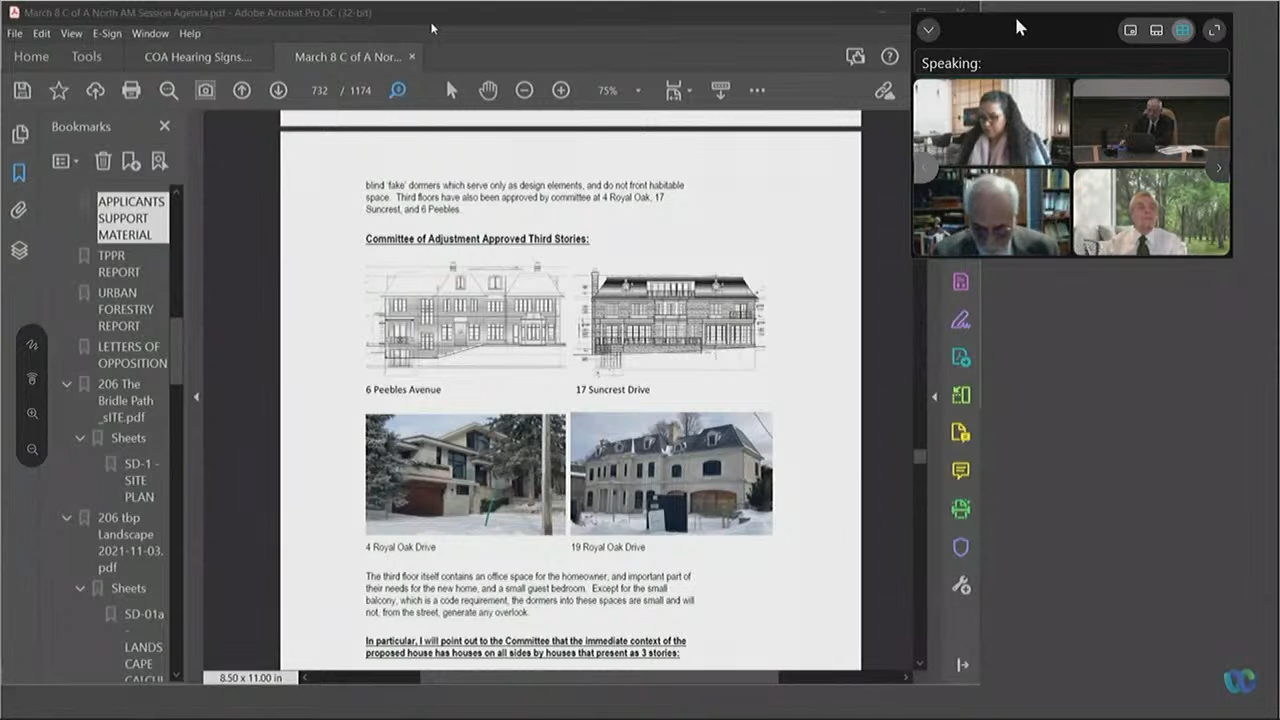 March 8 C of A North AM Session Agenda.pdf - Adobe Acrobat Pro DC (32-bit)
File Edit View E-Sign Window Help
Home Tools COA Hearing Signs.... March 8 C of A Nor... ×
732 / 1174 75%
Speaking:
Bookmarks
APPLICANTS
SUPPORT
MATERIAL
TPPR
REPORT
URBAN
FORESTRY
REPORT
LETTERS OF
OPPOSITION
206 The
Bridle Path
_sITE.pdf
Sheets
SD-1 -
SITE
PLAN
206 tbp
Landscape
2021-11-03.
pdf
Sheets
SD-01a
-
LANDS
CAPE
CALCUL
blind 'fake' dormers which serve only as design elements, and do not front habitable
space. Third floors have also been approved by committee at 4 Royal Oak, 17
Suncrest, and 6 Peebles.
Committee of Adjustment Approved Third Stories:
6 Peebles Avenue 17 Suncrest Drive
4 Royal Oak Drive 19 Royal Oak Drive
The third floor itself contains an office space for the homeowner, and important part of
their needs for the new home, and a small guest bedroom. Except for the small
balcony, which is a code requirement, the dormers into these spaces are small and will
not, from the street, generate any overlook.
In particular, I will point out to the Committee that the immediate context of the
proposed house has houses on all sides by houses that present as 3 stories:
8.50 x 11.00 in